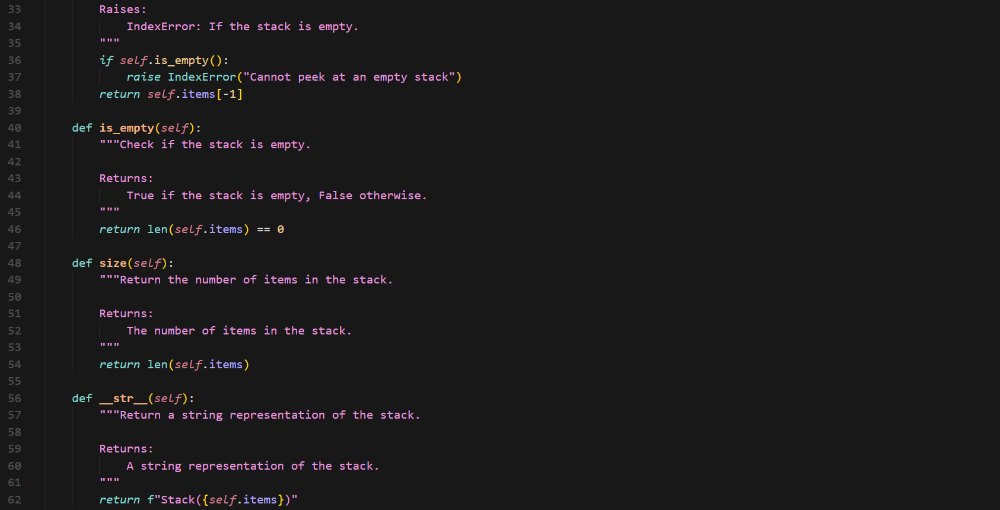 33 Raises:
34 IndexError: If the stack is empty.
35 """
36 if self.is_empty():
37 raise IndexError("Cannot peek at an empty stack")
38 return self.items[-1]
39
40 def is_empty(self):
41 """Check if the stack is empty.
42
43 Returns:
44 True if the stack is empty, False otherwise.
45 """
46 return len(self.items) == 0
47
48 def size(self):
49 """Return the number of items in the stack.
50
51 Returns:
52 The number of items in the stack.
53 """
54 return len(self.items)
55
56 def __str__(self):
57 """Return a string representation of the stack.
58
59 Returns:
60 A string representation of the stack.
61 """
62 return f"Stack({self.items})"